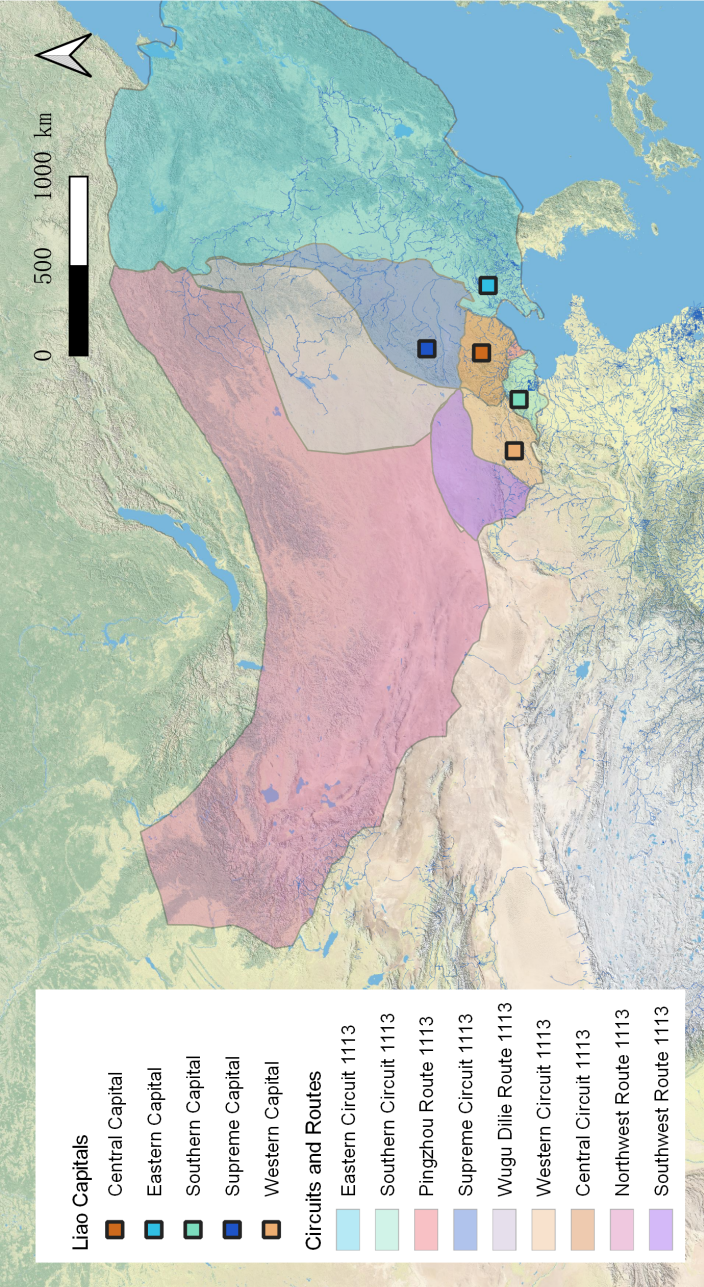 0 500 1000 km
Liao Capitals
Central Capital
Eastern Capital
Southern Capital
Supreme Capital
Western Capital
Circuits and Routes
Eastern Circuit 1113
Southern Circuit 1113
Pingzhou Route 1113
Supreme Circuit 1113
Wugu Dilie Route 1113
Western Circuit 1113
Central Circuit 1113
Northwest Route 1113
Southwest Route 1113